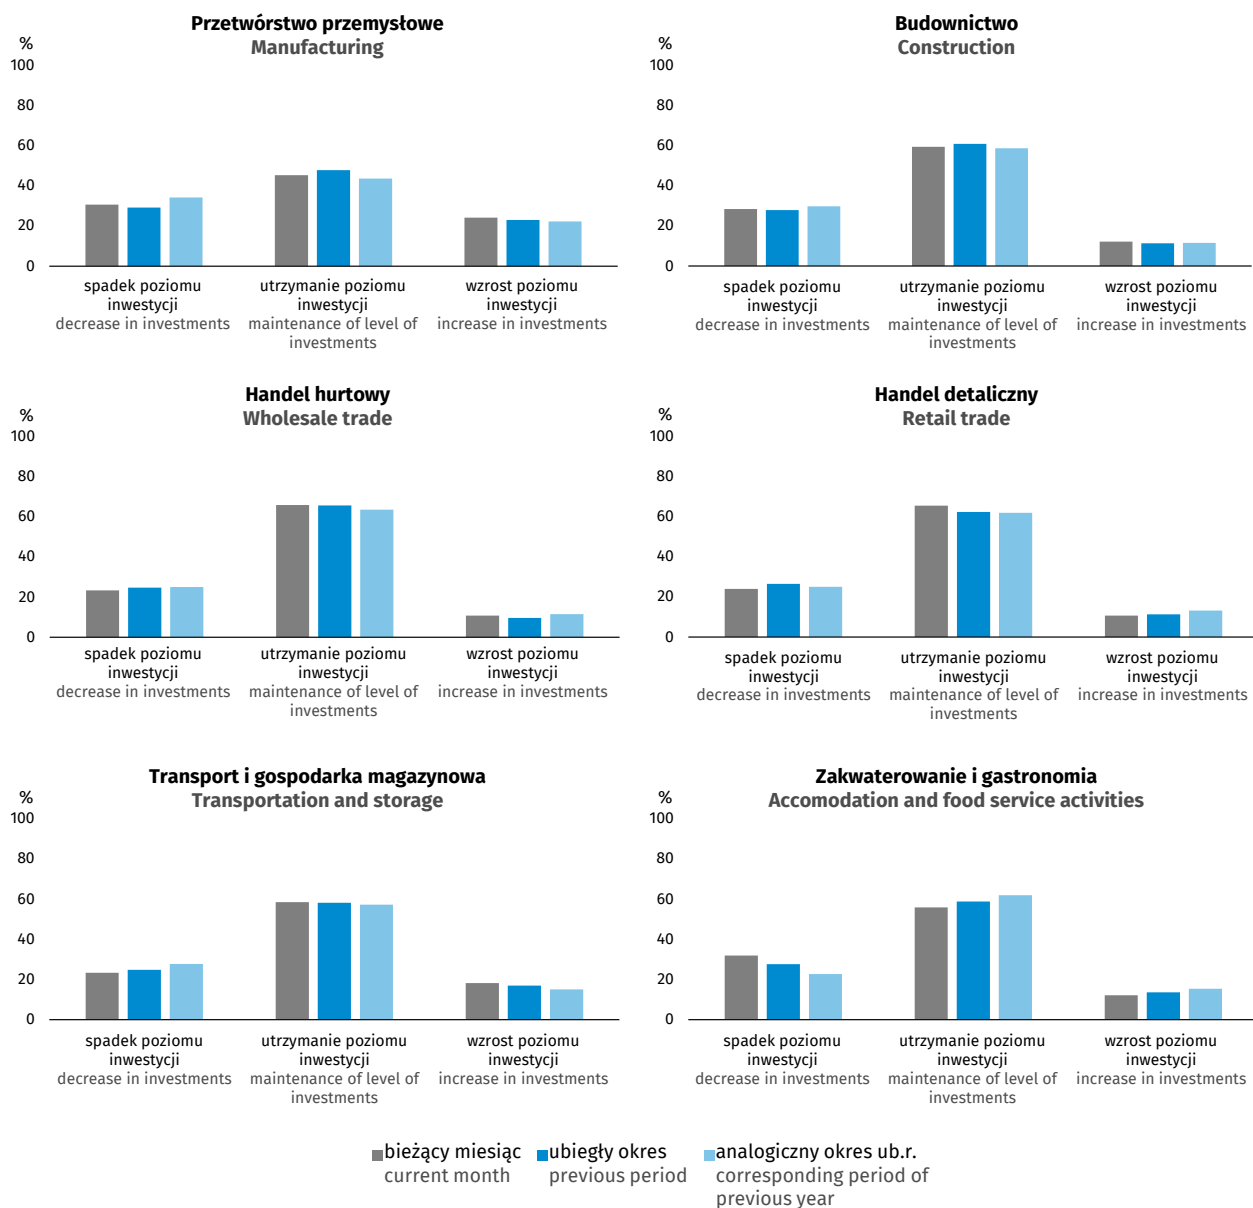 Przetwórstwo przemysłowe
Manufacturing
%
100
80
60
40
20
0
spadek poziomu
inwestycji
decrease in investments
utrzymanie poziomu
inwestycji
maintenance of level of
investments
wzrost poziomu
inwestycji
increase in investments
Budownictwo
Construction
%
100
80
60
40
20
0
spadek poziomu
inwestycji
decrease in investments
utrzymanie poziomu
inwestycji
maintenance of level of
investments
wzrost poziomu
inwestycji
increase in investments
Handel hurtowy
Wholesale trade
%
100
80
60
40
20
0
spadek poziomu
inwestycji
decrease in investments
utrzymanie poziomu
inwestycji
maintenance of level of
investments
wzrost poziomu
inwestycji
increase in investments
Handel detaliczny
Retail trade
%
100
80
60
40
20
0
spadek poziomu
inwestycji
decrease in investments
utrzymanie poziomu
inwestycji
maintenance of level of
investments
wzrost poziomu
inwestycji
increase in investments
Transport i gospodarka magazynowa
Transportation and storage
%
100
80
60
40
20
0
spadek poziomu
inwestycji
decrease in investments
utrzymanie poziomu
inwestycji
maintenance of level of
investments
wzrost poziomu
inwestycji
increase in investments
Zakwaterowanie i gastronomia
Accomodation and food service activities
%
100
80
60
40
20
0
spadek poziomu
inwestycji
decrease in investments
utrzymanie poziomu
inwestycji
maintenance of level of
investments
wzrost poziomu
inwestycji
increase in investments
bieżący miesiąc
current month
ubiegły okres
previous period
analogiczny okres ub.r.
corresponding period of
previous year